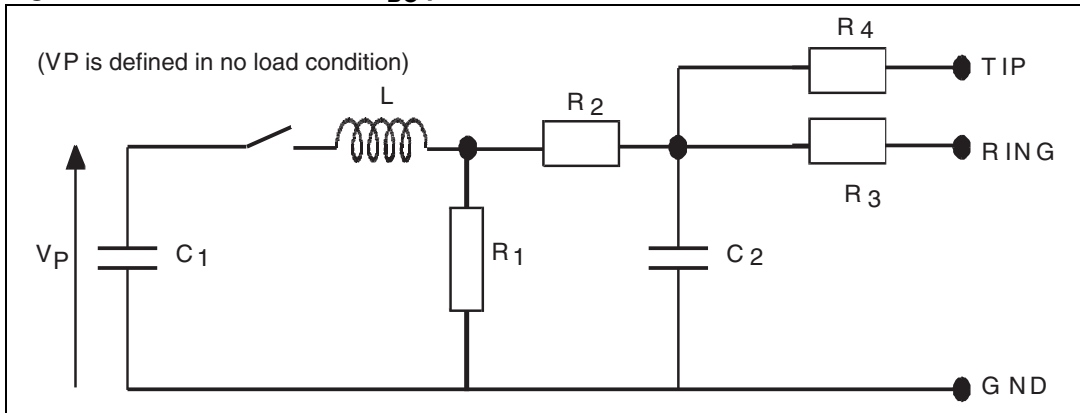 (VP is defined in no load condition)
L
R2
R4
TIP
RING
R3
VP
C1
R1
C2
GND